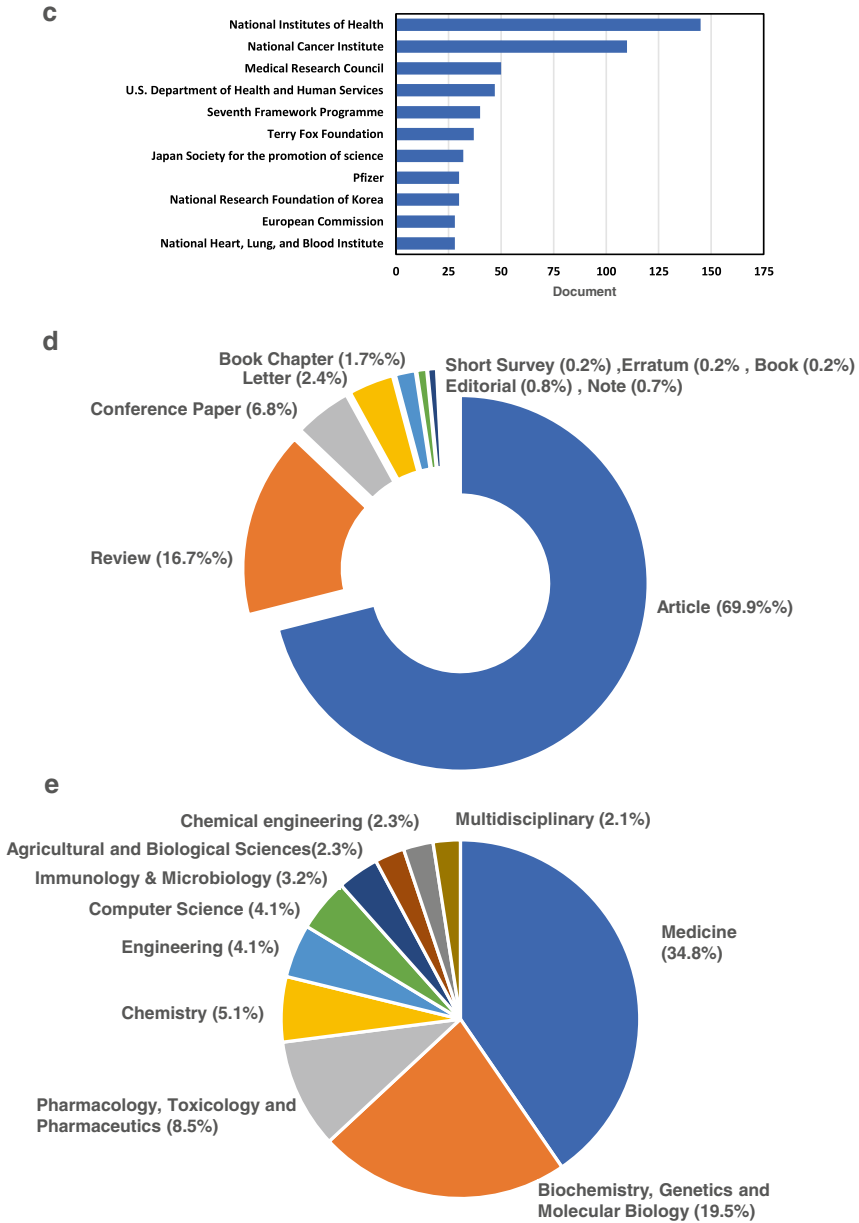 c
National Institutes of Health
National Cancer Institute
Medical Research Council
U.S. Department of Health and Human Services
Seventh Framework Programme
Terry Fox Foundation
Japan Society for the promotion of science
Pfizer
National Research Foundation of Korea
European Commission
National Heart, Lung, and Blood Institute
0 25 50 75 100 125 150 175
Document
d
Book Chapter (1.7%%)
Letter (2.4%)
Conference Paper (6.8%)
Short Survey (0.2%) ,Erratum (0.2% , Book (0.2%)
Editorial (0.8%) , Note (0.7%)
Review (16.7%%)
Article (69.9%%)
e
Chemical engineering (2.3%)
Multidisciplinary (2.1%)
Agricultural and Biological Sciences(2.3%)
Immunology & Microbiology (3.2%)
Computer Science (4.1%)
Engineering (4.1%)
Medicine
(34.8%)
Chemistry (5.1%)
Pharmacology, Toxicology and
Pharmaceutics (8.5%)
Biochemistry, Genetics and
Molecular Biology (19.5%)